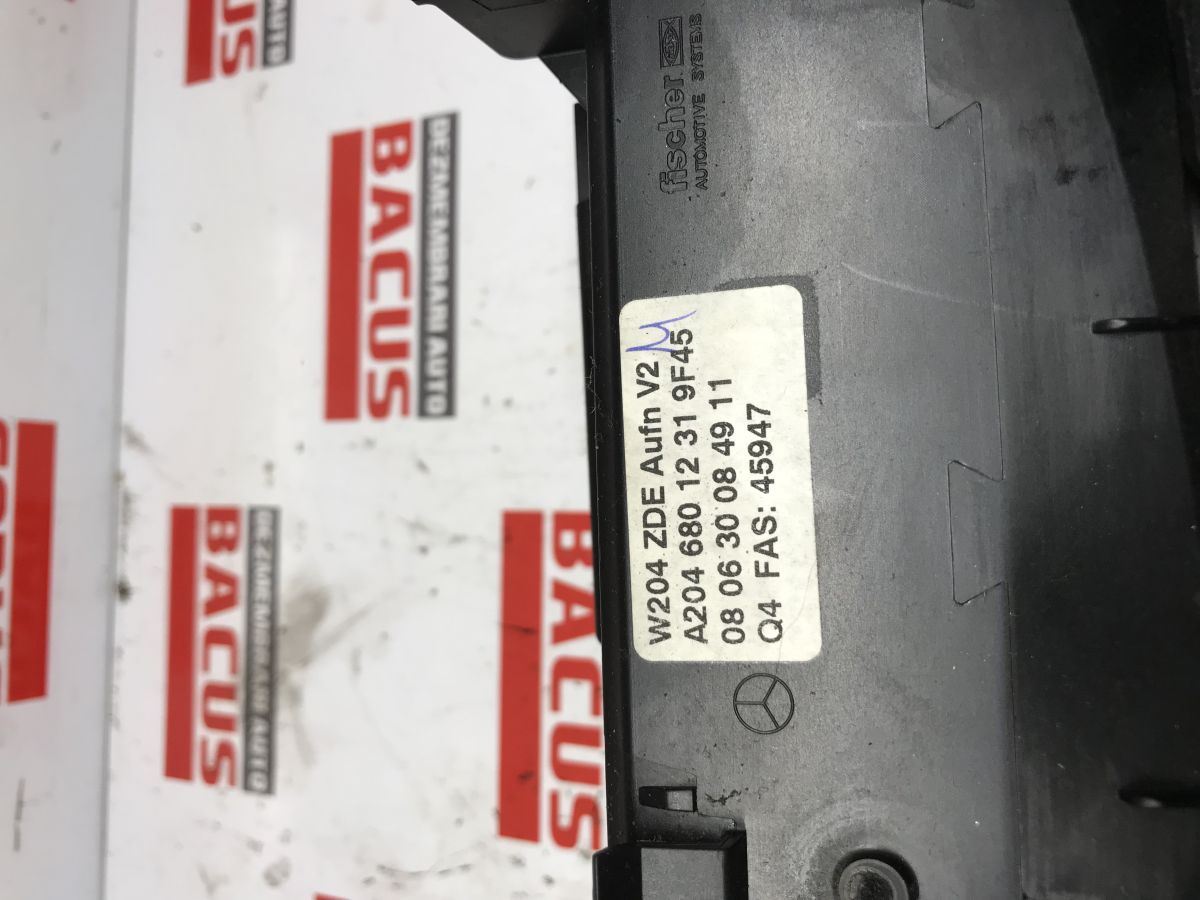 fischer
AUTOMOTIVE SYSTEMS
W204 ZDE Aufn V2
A204 680 12 31 9F45
08 06 30 08 49 11
Q4 FAS: 45947
BACUS
BACUS
DEZMEMBRARI AUTO
BACUS
DEZMEMBRARI AUTO
BACUS